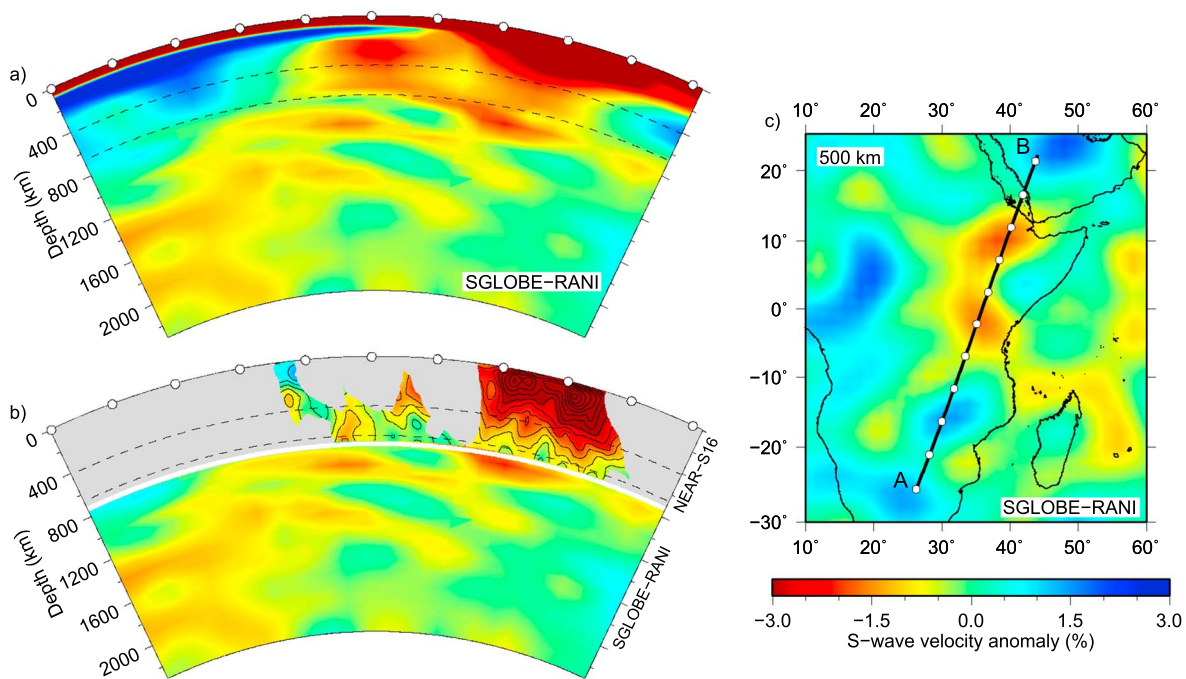 a)
0
400
800
1200
1600
2000
Depth (km)
SGLOBE−RANI
b)
0
400
800
1200
1600
2000
Depth (km)
NEAR−S16
SGLOBE−RANI
c)
10˚ 20˚ 30˚ 40˚ 50˚ 60˚
500 km
B
20˚
10˚
0˚
−10˚
−20˚
−30˚
A
SGLOBE−RANI
10˚ 20˚ 30˚ 40˚ 50˚ 60˚
−3.0 −1.5 0.0 1.5 3.0
S−wave velocity anomaly (%)